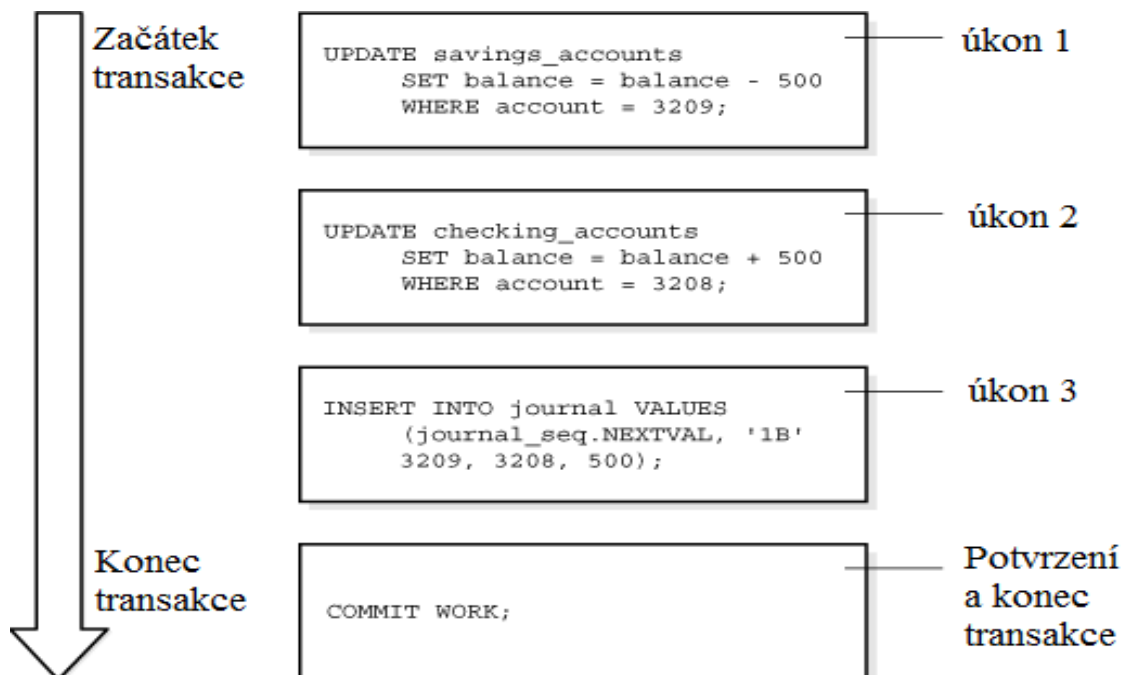 Začátek
transakce
UPDATE savings_accounts
SET balance = balance - 500
WHERE account = 3209;
úkon 1
UPDATE checking_accounts
SET balance = balance + 500
WHERE account = 3208;
úkon 2
INSERT INTO journal VALUES
(journal_seq.NEXTVAL, '1B'
3209, 3208, 500);
úkon 3
Konec
transakce
COMMIT WORK;
Potvrzení
a konec
transakce